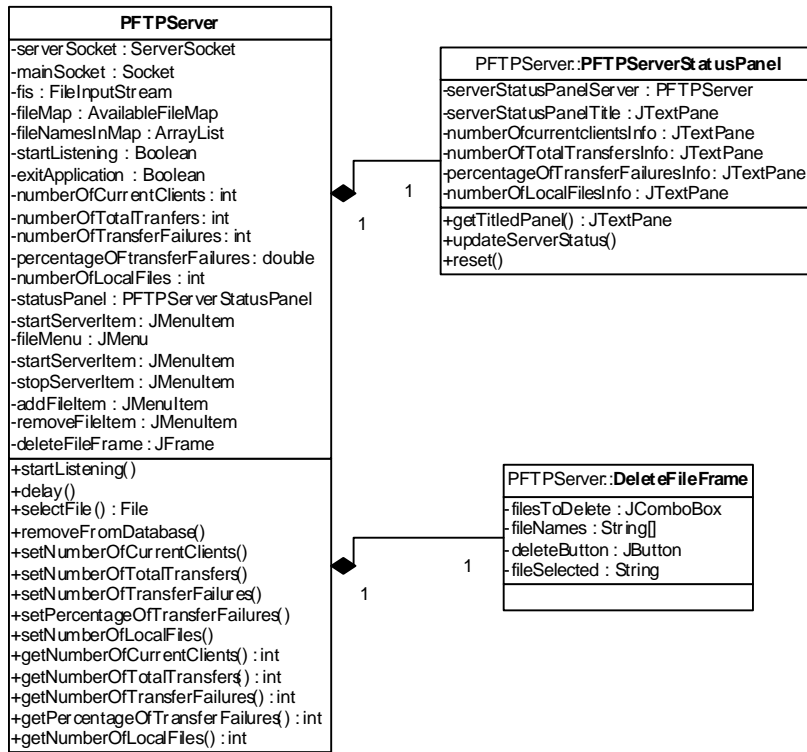 PFTPServer
-serverSocket : ServerSocket
-mainSocket : Socket
-fis : FileInputStream
-fileMap : AvailableFileMap
-fileNamesInMap : ArrayList
-startListening : Boolean
-exitApplication : Boolean
-numberOfCurrentClients : int
-numberOfTotalTranfers : int
-numberOfTransferFailures : int
-percentageOFtransferFailures : double
-numberOfLocalFiles : int
-statusPanel : PFTPServerStatusPanel
-startServerItem : JMenuItem
-fileMenu : JMenu
-startServerItem : JMenuItem
-stopServerItem : JMenuItem
-addFileItem : JMenuItem
-removeFileItem : JMenuItem
-deleteFileFrame : JFrame
+startListening()
+delay()
+selectFile() : File
+removeFromDatabase()
+setNumberOfCurrentClients()
+setNumberOfTotalTransfers()
+setNumberOfTransferFailures()
+setPercentageOfTransferFailures()
+setNumberOfLocalFiles()
+getNumberOfCurrentClients() : int
+getNumberOfTotalTransfers() : int
+getNumberOfTransferFailures() : int
+getPercentageOfTransferFailures() : int
+getNumberOfLocalFiles() : int
1
1
PFTPServer::PFTPServerStatusPanel
-serverStatusPanelServer : PFTPServer
-serverStatusPanelTitle : JTextPane
-numberOfcurrentclientsInfo : JTextPane
-numberOfTotalTransfersInfo : JTextPane
-percentageOfTransferFailuresInfo : JTextPane
-numberOfLocalFilesInfo : JTextPane
+getTitledPanel() : JTextPane
+updateServerStatus()
+reset()
1
1
PFTPServer::DeleteFileFrame
-filesToDelete : JComboBox
-fileNames : String[]
-deleteButton : JButton
-fileSelected : String